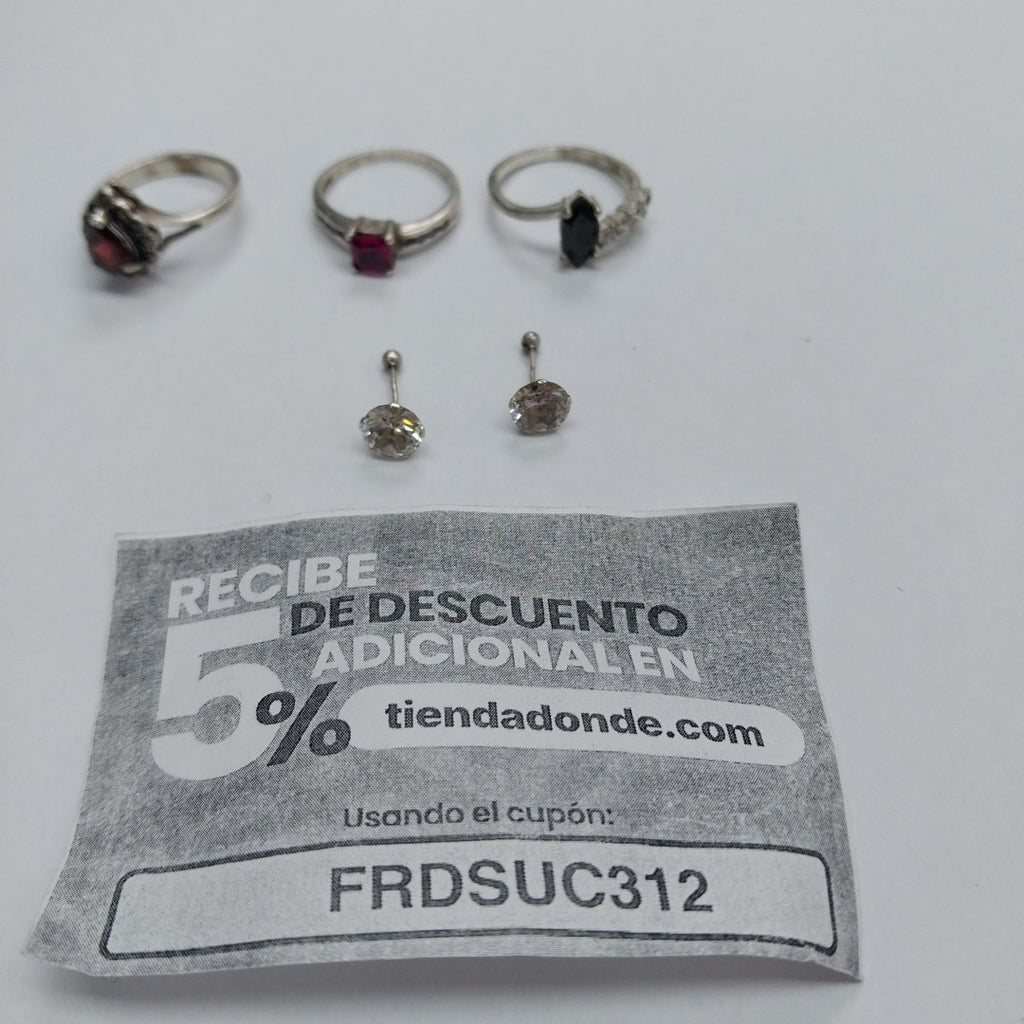 RECIBE
5% DE DESCUENTO
ADICIONAL EN
tiendadonde.com
Usando el cupón:
FRDSUC312